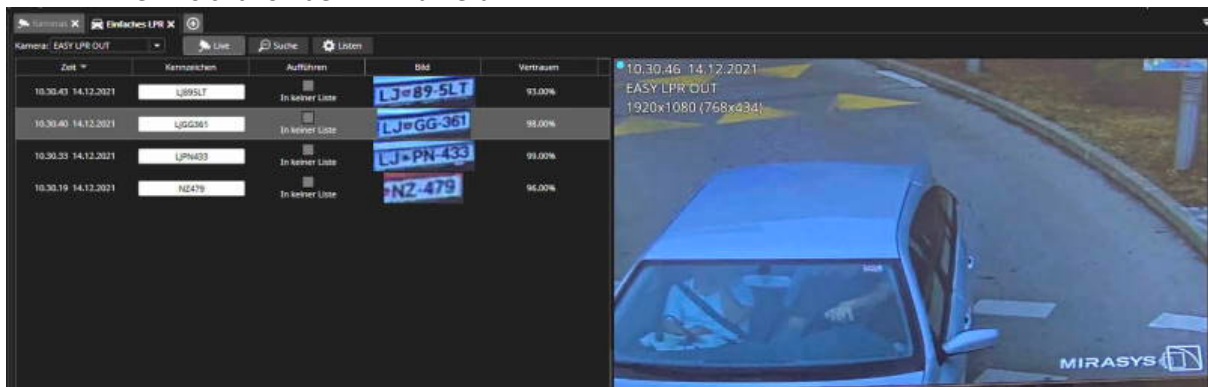 Kameras X Einfaches LPR X
Kamera: EASY LPR OUT Live Suche Listen
Zeit Kennzeichen Aufführen Bild Vertrauen
10.30.43 14.12.2021 LJ895LT In keiner Liste LJ 89-5LT 93.00%
10.30.40 14.12.2021 LJGG361 In keiner Liste LJ GG-361 98.00%
10.30.33 14.12.2021 LJPN433 In keiner Liste LJ PN-433 99.00%
10.30.19 14.12.2021 NZ479 In keiner Liste NZ-479 96.00%
10.30.46 14.12.2021
EASY LPR OUT
1920x1080 (768x434)
MIRASYS